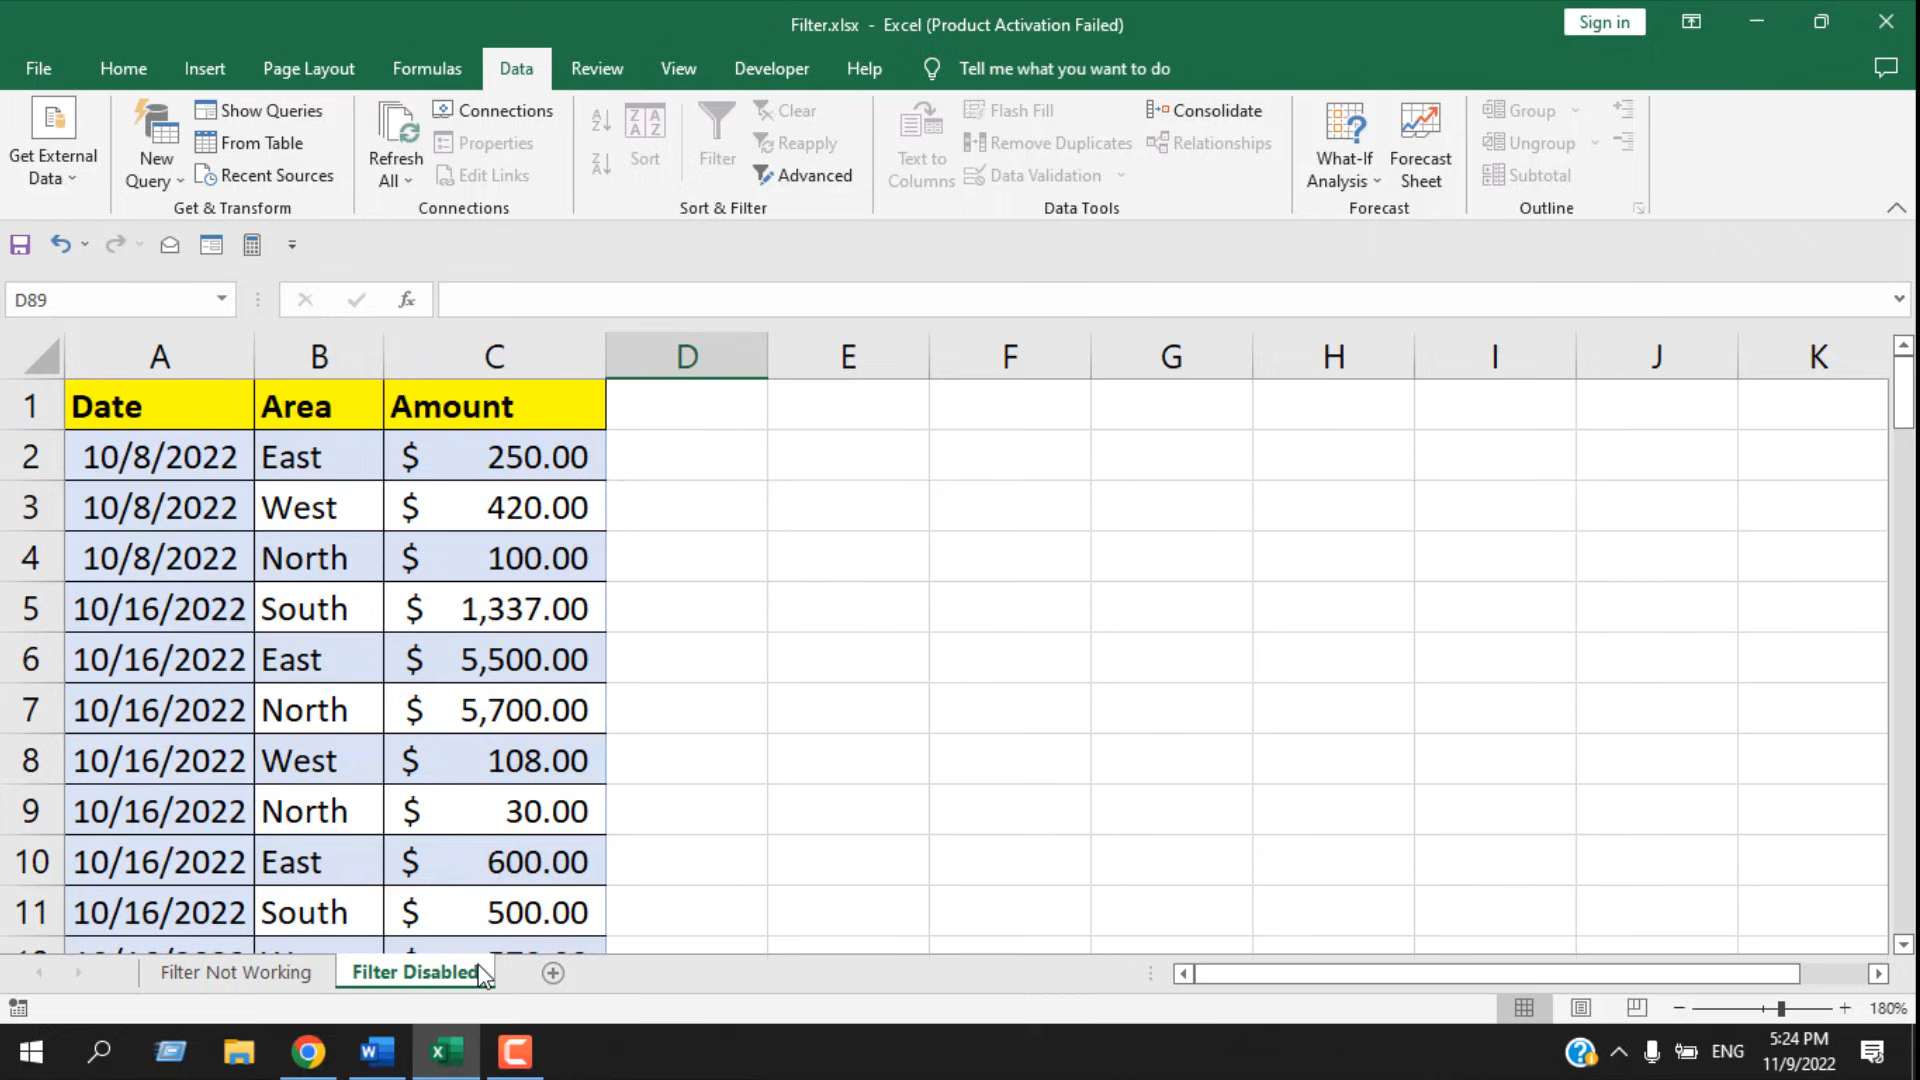 Filter.xlsx - Excel (Product Activation Failed)
Sign in
File Home Insert Page Layout Formulas Data Review View Developer Help Tell me what you want to do
Get External Data
New Query
Show Queries
From Table
Recent Sources
Get & Transform
Refresh All
Connections
Properties
Edit Links
Connections
Sort
Filter
Clear
Reapply
Advanced
Sort & Filter
Text to Columns
Flash Fill
Remove Duplicates
Data Validation
Consolidate
Relationships
Data Tools
What-If Analysis
Forecast Sheet
Forecast
Group
Ungroup
Subtotal
Outline
D89
fx
A B C D E F G H I J K
1 Date Area Amount
2 10/8/2022 East $ 250.00
3 10/8/2022 West $ 420.00
4 10/8/2022 North $ 100.00
5 10/16/2022 South $ 1,337.00
6 10/16/2022 East $ 5,500.00
7 10/16/2022 North $ 5,700.00
8 10/16/2022 West $ 108.00
9 10/16/2022 North $ 30.00
10 10/16/2022 East $ 600.00
11 10/16/2022 South $ 500.00
Filter Not Working Filter Disabled
180%
ENG
5:24 PM
11/9/2022